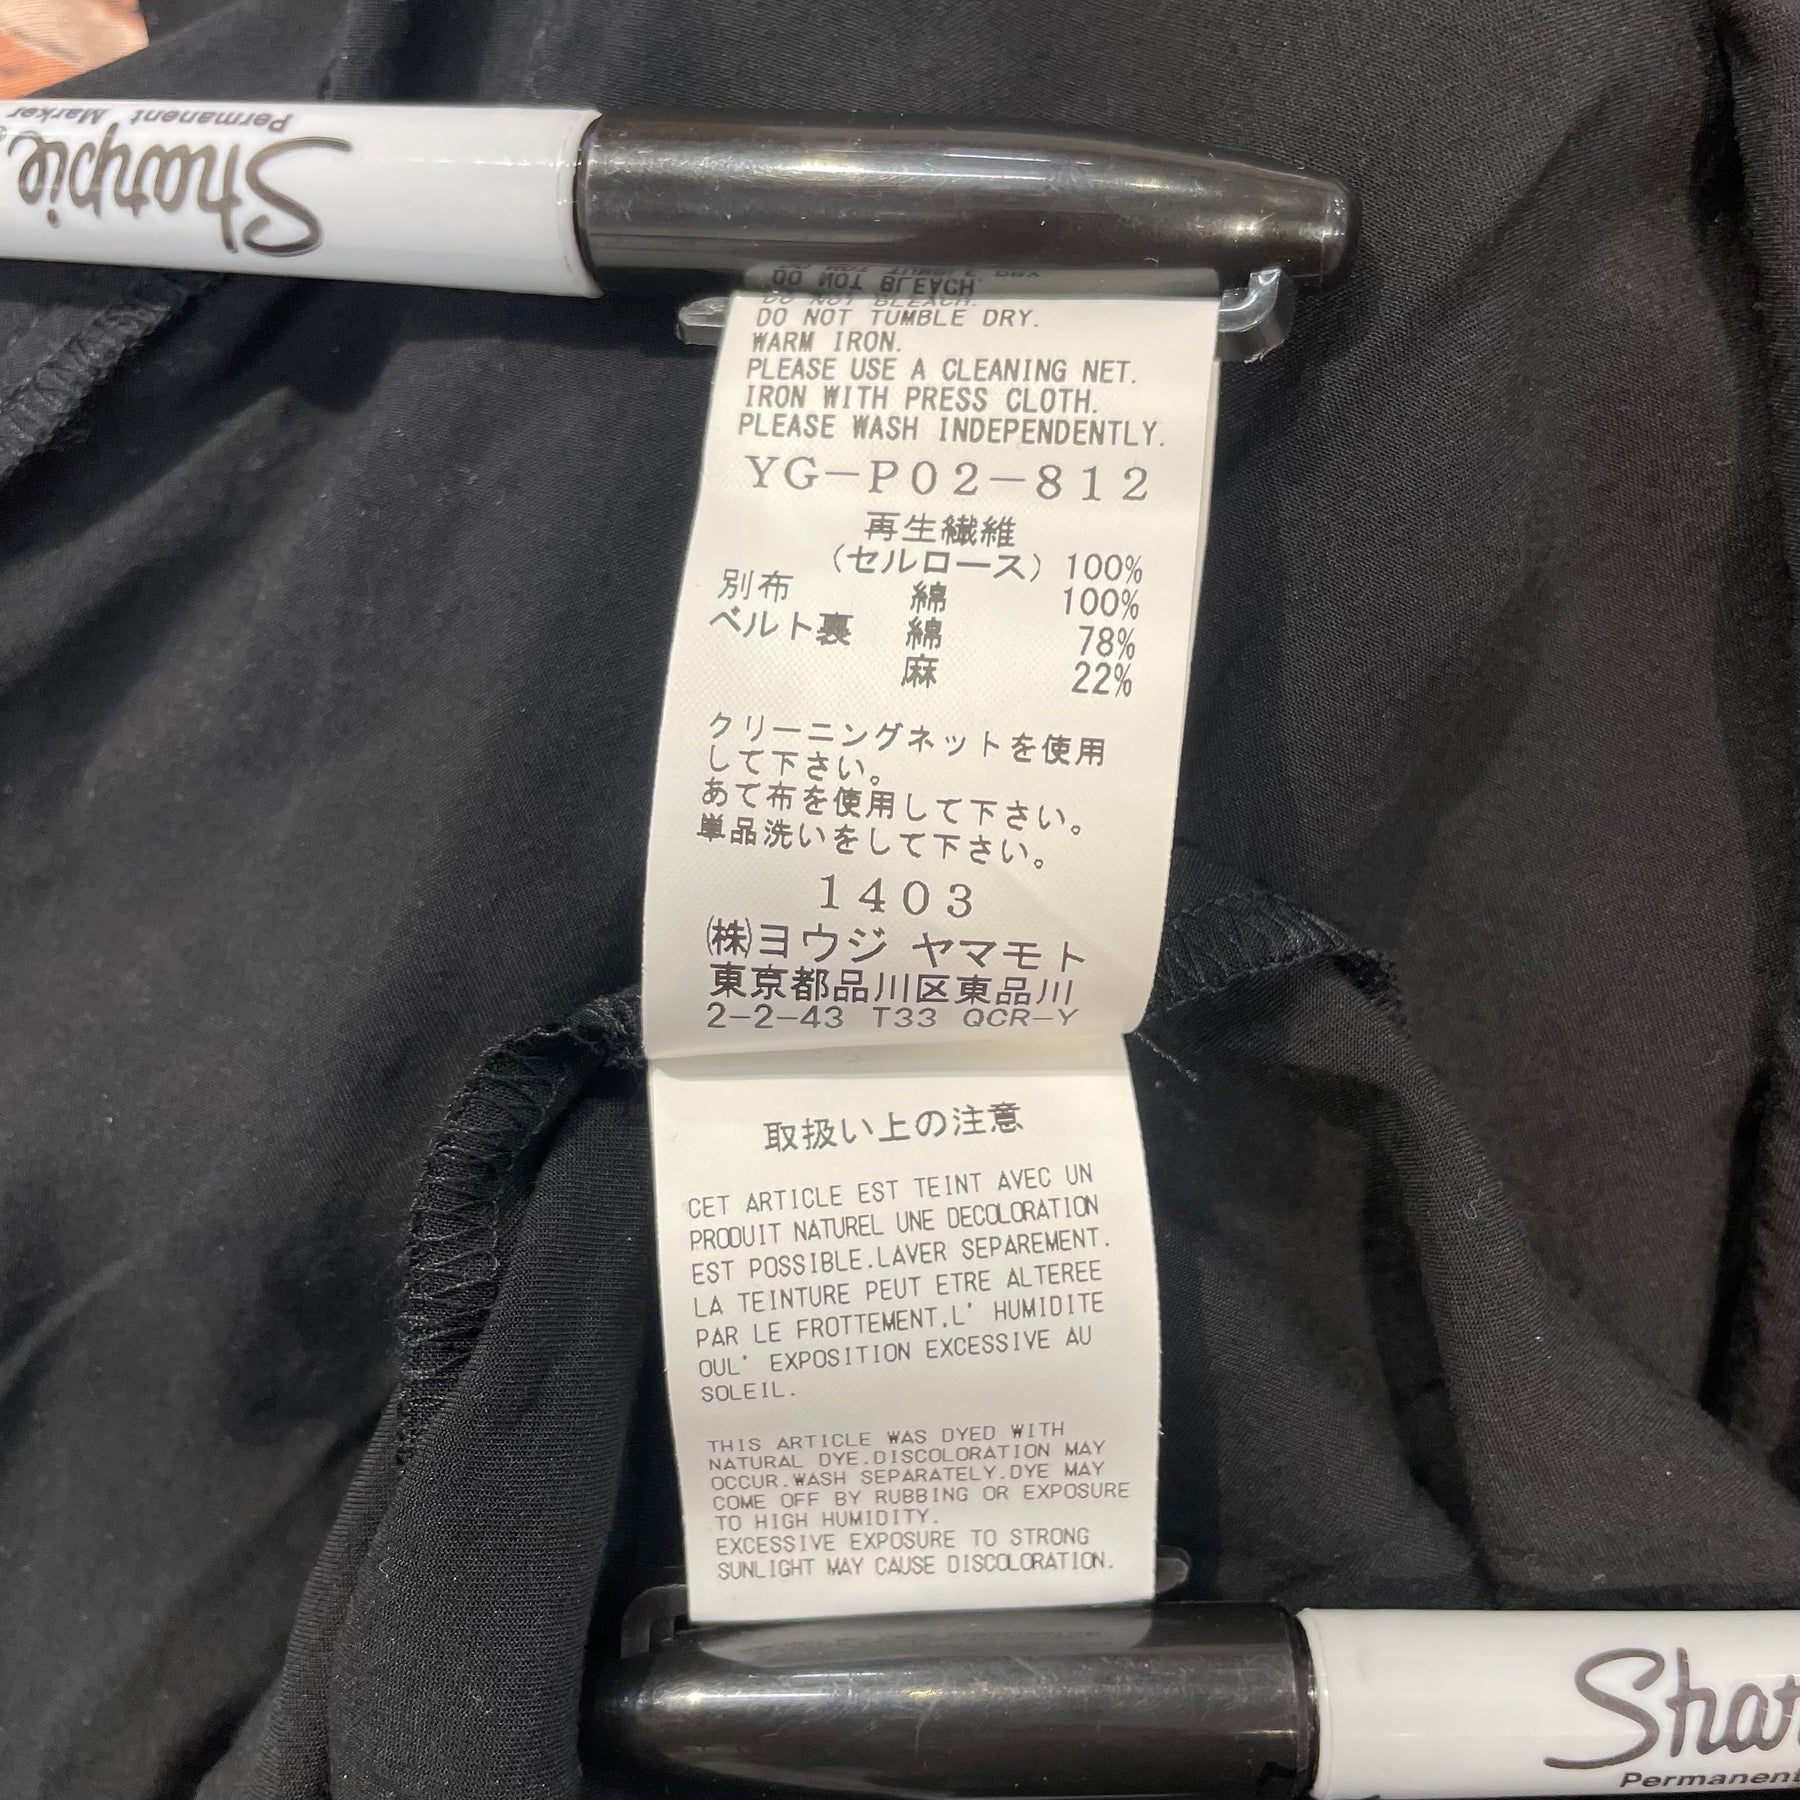 Sharpie
Permanent Marker
DO NOT BLEACH.
DO NOT TUMBLE DRY.
WARM IRON.
PLEASE USE A CLEANING NET.
IRON WITH PRESS CLOTH.
PLEASE WASH INDEPENDENTLY.
YG-P02-812
再生繊維
(セルロース) 100%
別布 綿 100%
ベルト裏 綿 78%
麻 22%
クリーニングネットを使用
して下さい。
あて布を使用して下さい。
単品洗いをして下さい。
1403
㈱ヨウジ ヤマモト
東京都品川区東品川
2-2-43 T33 QCR-Y
取扱い上の注意
CET ARTICLE EST TEINT AVEC UN
PRODUIT NATUREL UNE DECOLORATION
EST POSSIBLE.LAVER SEPAREMENT.
LA TEINTURE PEUT ETRE ALTEREE
PAR LE FROTTEMENT,L' HUMIDITE
OUL' EXPOSITION EXCESSIVE AU
SOLEIL.
THIS ARTICLE WAS DYED WITH
NATURAL DYE.DISCOLORATION MAY
OCCUR.WASH SEPARATELY.DYE MAY
COME OFF BY RUBBING OR EXPOSURE
TO HIGH HUMIDITY.
EXCESSIVE EXPOSURE TO STRONG
SUNLIGHT MAY CAUSE DISCOLORATION.
Shar
Permanent